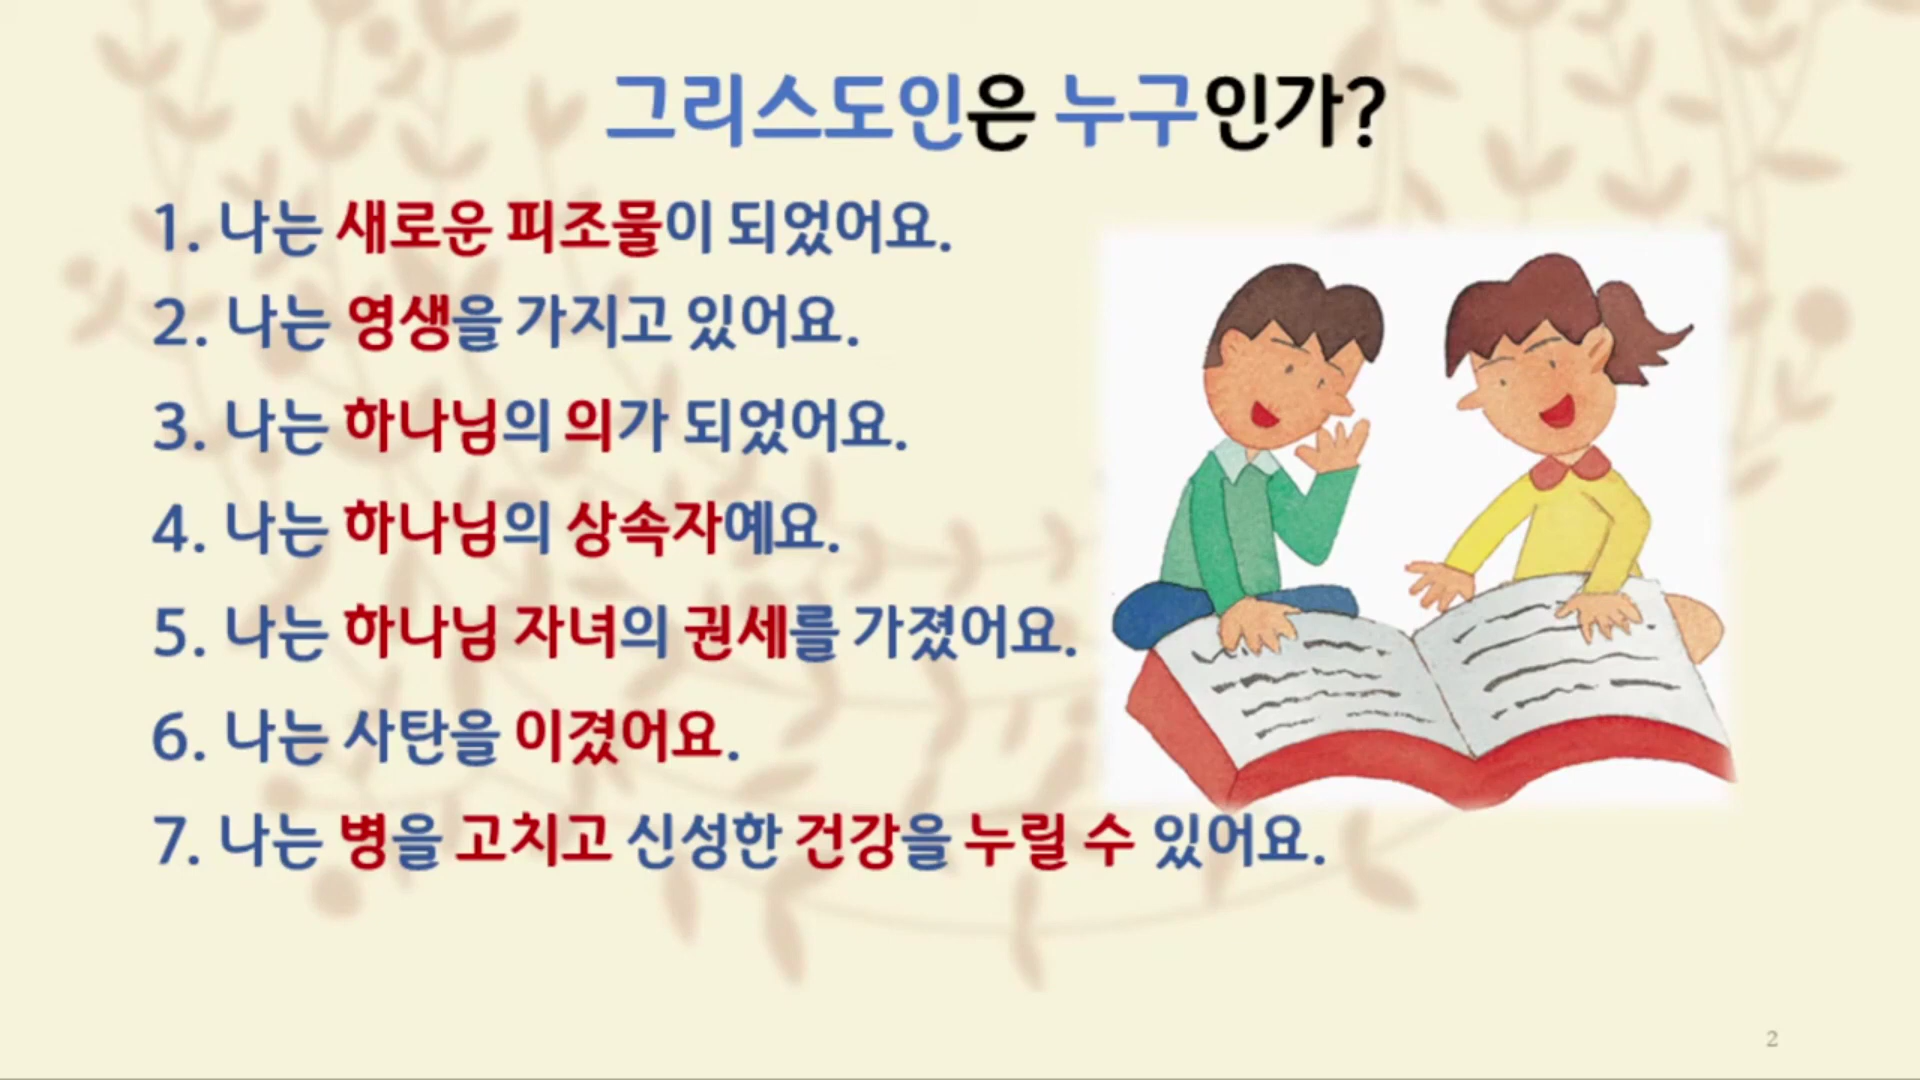 그리스도인은 누구인가?
1. 나는 새로운 피조물이 되었어요.
2. 나는 영생을 가지고 있어요.
3. 나는 하나님의 의가 되었어요.
4. 나는 하나님의 상속자예요.
5. 나는 하나님 자녀의 권세를 가졌어요.
6. 나는 사탄을 이겼어요.
7. 나는 병을 고치고 신성한 건강을 누릴 수 있어요.
2